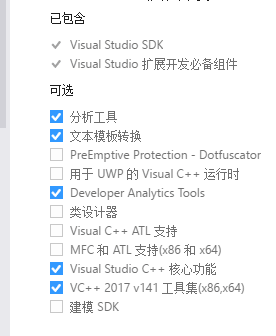 已包含
Visual Studio SDK
Visual Studio 扩展开发必备组件
可选
分析工具
文本模板转换
PreEmptive Protection - Dotfuscator
用于 UWP 的 Visual C++ 运行时
Developer Analytics Tools
类设计器
Visual C++ ATL 支持
MFC 和 ATL 支持(x86 和 x64)
Visual Studio C++ 核心功能
VC++ 2017 v141 工具集(x86,x64)
建模 SDK